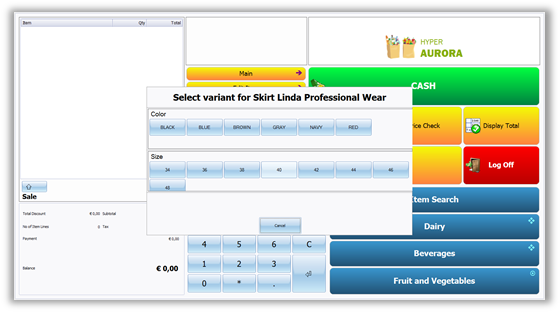 Item Qty Total
HYPER
AURORA
Main
CASH
Select variant for Skirt Linda Professional Wear
Color
BLACK BLUE BROWN GRAY NAVY RED
ice Check
Display Total
Size
34 36 38 40 42 44 46
48
Log Off
Sale
Item Search
Total Discount € 0,00 Subtotal
No of Item Lines 0 Tax
Cancel
Dairy
Payment € 0,00
4 5 6 C
Beverages
Balance € 0,00
1 2 3
Fruit and Vegetables
0 * .